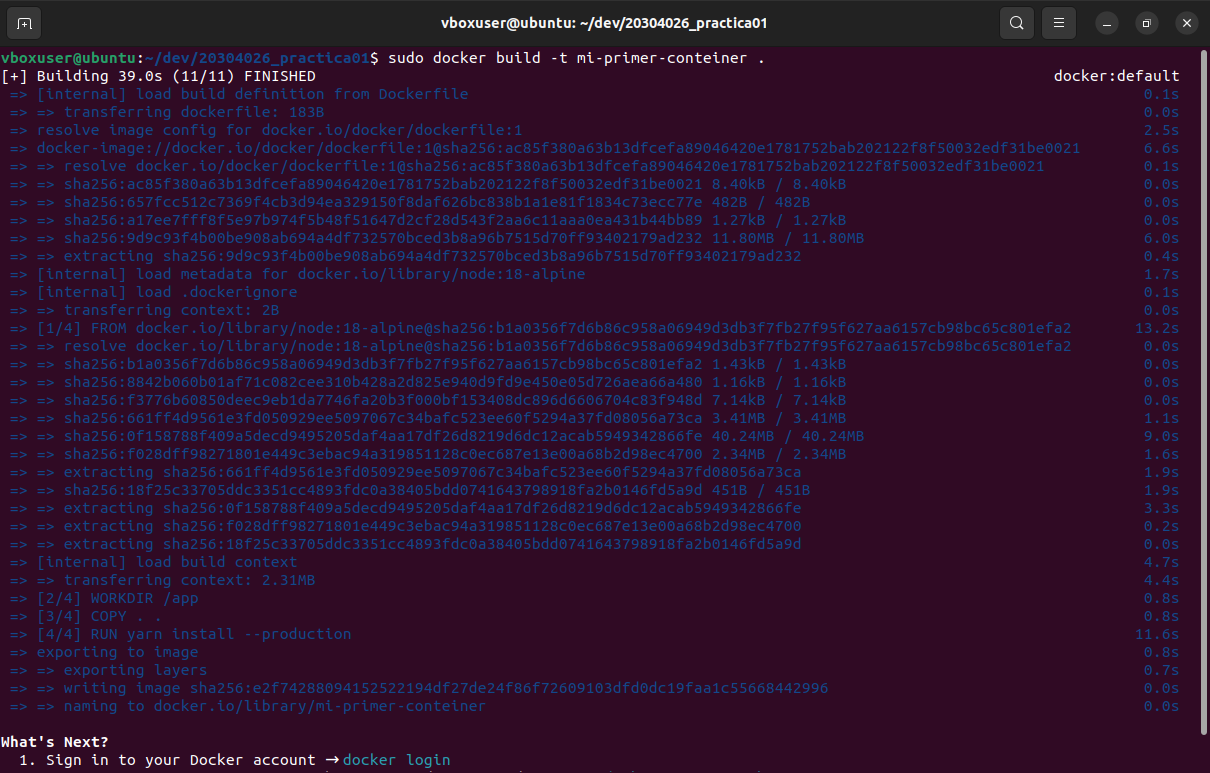 vboxuser@ubuntu: ~/dev/20304026_practica01
vboxuser@ubuntu:~/dev/20304026_practica01$ sudo docker build -t mi-primer-conteiner .
[+] Building 39.0s (11/11) FINISHED docker:default
=> [internal] load build definition from Dockerfile 0.1s
=> => transferring dockerfile: 183B 0.0s
=> resolve image config for docker.io/docker/dockerfile:1 2.5s
=> docker-image://docker.io/docker/dockerfile:1@sha256:ac85f380a63b13dfcefa89046420e1781752bab202122f8f50032edf31be0021 6.6s
=> => resolve docker.io/docker/dockerfile:1@sha256:ac85f380a63b13dfcefa89046420e1781752bab202122f8f50032edf31be0021 0.1s
=> => sha256:ac85f380a63b13dfcefa89046420e1781752bab202122f8f50032edf31be0021 8.40kB / 8.40kB 0.0s
=> => sha256:657fcc512c7369f4cb3d94ea329150f8daf626bc838b1a1e81f1834c73ecc77e 482B / 482B 0.0s
=> => sha256:a17ee7fff8f5e97b974f5b48f51647d2cf28d543f2aa6c11aaa0ea431b44bb89 1.27kB / 1.27kB 0.0s
=> => sha256:9d9c93f4b00be908ab694a4df732570bced3b8a96b7515d70ff93402179ad232 11.80MB / 11.80MB 6.0s
=> => extracting sha256:9d9c93f4b00be908ab694a4df732570bced3b8a96b7515d70ff93402179ad232 0.4s
=> [internal] load metadata for docker.io/library/node:18-alpine 1.7s
=> [internal] load .dockerignore 0.1s
=> => transferring context: 2B 0.0s
=> [1/4] FROM docker.io/library/node:18-alpine@sha256:b1a0356f7d6b86c958a06949d3db3f7fb27f95f627aa6157cb98bc65c801efa2 13.2s
=> => resolve docker.io/library/node:18-alpine@sha256:b1a0356f7d6b86c958a06949d3db3f7fb27f95f627aa6157cb98bc65c801efa2 0.0s
=> => sha256:b1a0356f7d6b86c958a06949d3db3f7fb27f95f627aa6157cb98bc65c801efa2 1.43kB / 1.43kB 0.0s
=> => sha256:8842b060b01af71c082cee310b428a2d825e940d9fd9e450e05d726aea66a480 1.16kB / 1.16kB 0.0s
=> => sha256:f3776b60850deec9eb1da7746fa20b3f000bf153408dc896d6606704c83f948d 7.14kB / 7.14kB 0.0s
=> => sha256:661ff4d9561e3fd050929ee5097067c34bafc523ee60f5294a37fd08056a73ca 3.41MB / 3.41MB 1.1s
=> => sha256:0f158788f409a5decd9495205daf4aa17df26d8219d6dc12acab5949342866fe 40.24MB / 40.24MB 9.0s
=> => sha256:f028dff98271801e449c3ebac94a319851128c0ec687e13e00a68b2d98ec4700 2.34MB / 2.34MB 1.6s
=> => extracting sha256:661ff4d9561e3fd050929ee5097067c34bafc523ee60f5294a37fd08056a73ca 1.9s
=> => sha256:18f25c33705ddc3351cc4893fdc0a38405bdd0741643798918fa2b0146fd5a9d 451B / 451B 1.9s
=> => extracting sha256:0f158788f409a5decd9495205daf4aa17df26d8219d6dc12acab5949342866fe 3.3s
=> => extracting sha256:f028dff98271801e449c3ebac94a319851128c0ec687e13e00a68b2d98ec4700 0.2s
=> => extracting sha256:18f25c33705ddc3351cc4893fdc0a38405bdd0741643798918fa2b0146fd5a9d 0.0s
=> [internal] load build context 4.7s
=> => transferring context: 2.31MB 4.4s
=> [2/4] WORKDIR /app 0.8s
=> [3/4] COPY . . 0.8s
=> [4/4] RUN yarn install --production 11.6s
=> exporting to image 0.8s
=> => exporting layers 0.7s
=> => writing image sha256:e2f74288094152522194df27de24f86f72609103dfd0dc19faa1c55668442996 0.0s
=> => naming to docker.io/library/mi-primer-conteiner 0.0s
What's Next?
1. Sign in to your Docker account → docker login